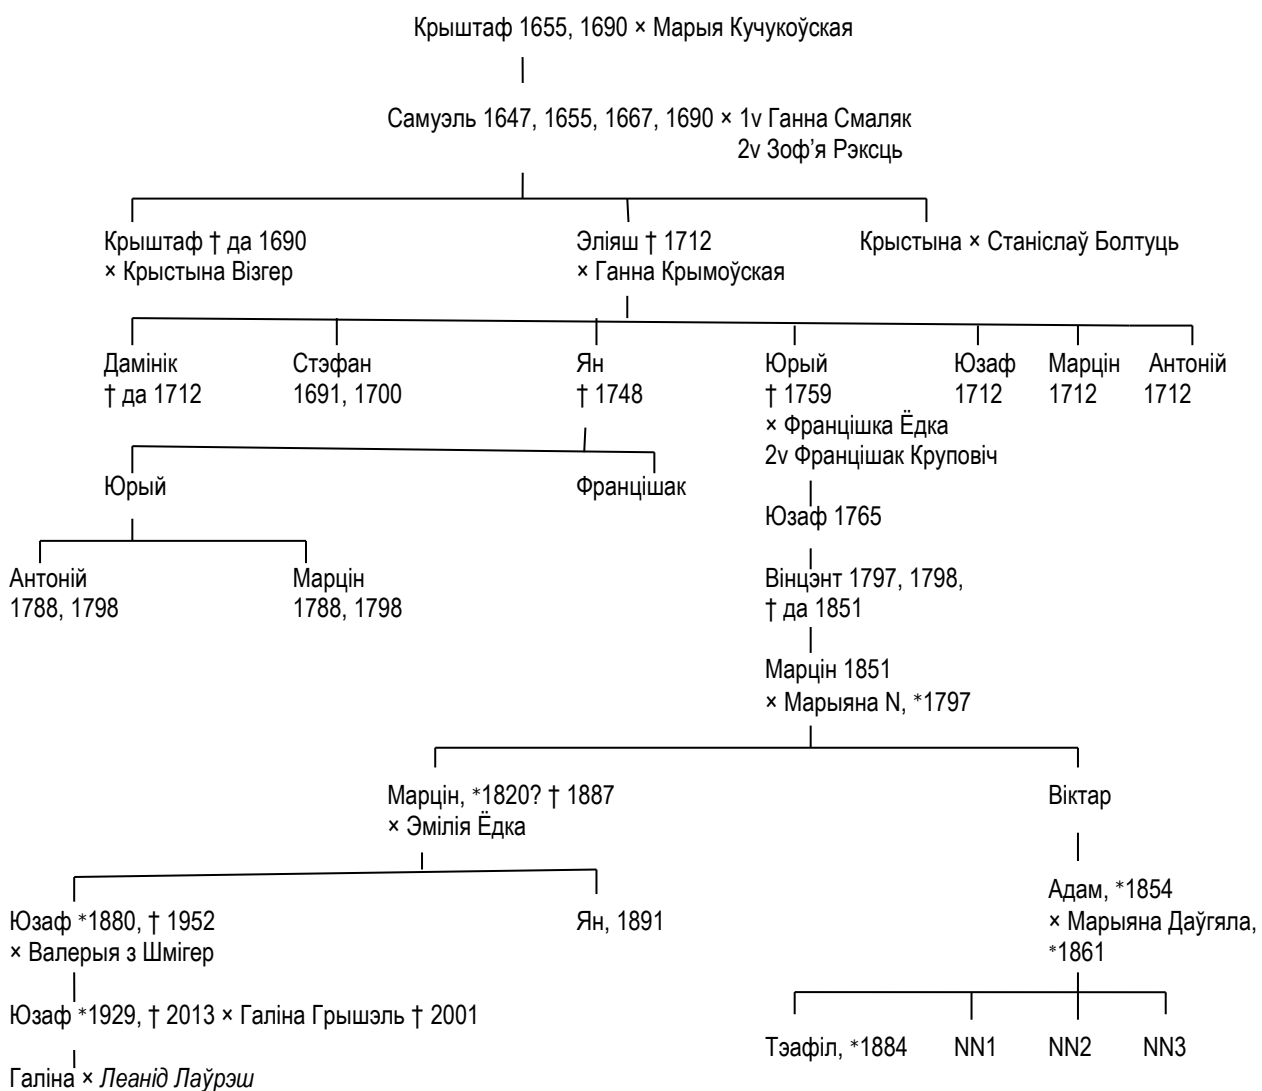 Крыштаф 1655, 1690 × Марыя Кучукоўская
Самуэль 1647, 1655, 1667, 1690 × 1v Ганна Смаляк
2v Зоф’я Рэксць
Крыштаф † да 1690
× Крыстына Візгер
Эліяш † 1712
× Ганна Крымоўская
Крыстына × Станіслаў Болтуць
Дамінік
† да 1712
Стэфан
1691, 1700
Ян
† 1748
Юрый
† 1759
× Францішка Ёдка
2v Францішак Круповіч
Юзаф
1712
Марцін
1712
Антоній
1712
Юрый
Францішак
Юзаф 1765
Антоній
1788, 1798
Марцін
1788, 1798
Вінцэнт 1797, 1798,
† да 1851
Марцін 1851
× Марыяна N, *1797
Марцін, *1820? † 1887
× Эмілія Ёдка
Віктар
Юзаф *1880, † 1952
× Валерыя з Шмігер
Ян, 1891
Адам, *1854
× Марыяна Даўгяла,
*1861
Юзаф *1929, † 2013 × Галіна Грышэль † 2001
Тэафіл, *1884
NN1
NN2
NN3
Галіна × Леанід Лаўрэш